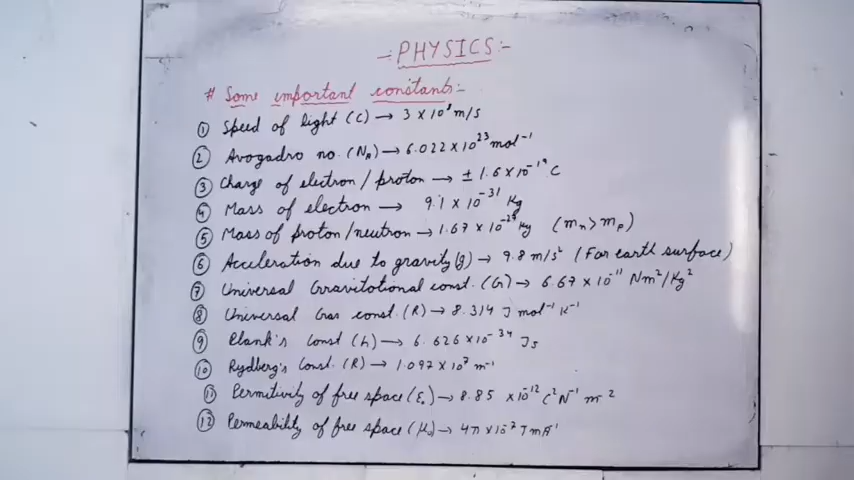 -: PHYSICS :-
# Some important constants:-
① Speed of light (C) → 3 × 10⁸ m/s
② Avogadro no. (Nₐ) → 6.022 × 10²³ mol⁻¹
③ Charge of electron / proton → ± 1.6 × 10⁻¹⁹ C
④ Mass of electron → 9.1 × 10⁻³¹ Kg
⑤ Mass of proton/neutron → 1.67 × 10⁻²⁷ Kg (mₙ > mₚ)
⑥ Acceleration due to gravity (g) → 9.8 m/s² (For earth surface)
⑦ Universal Gravitotional const. (G) → 6.67 × 10⁻¹¹ Nm²/Kg²
⑧ Universal Gas const. (R) → 8.314 J mol⁻¹ K⁻¹
⑨ Plank's Const (h) → 6.626 × 10⁻³⁴ Js
⑩ Rydberg's Const. (R) → 1.097 × 10⁷ m⁻¹
⑪ Permitivity of free space (ε₀) → 8.85 × 10⁻¹² C² N⁻¹ m⁻²
⑫ Permeability of free space (μ₀) → 4π × 10⁻⁷ T m A⁻¹